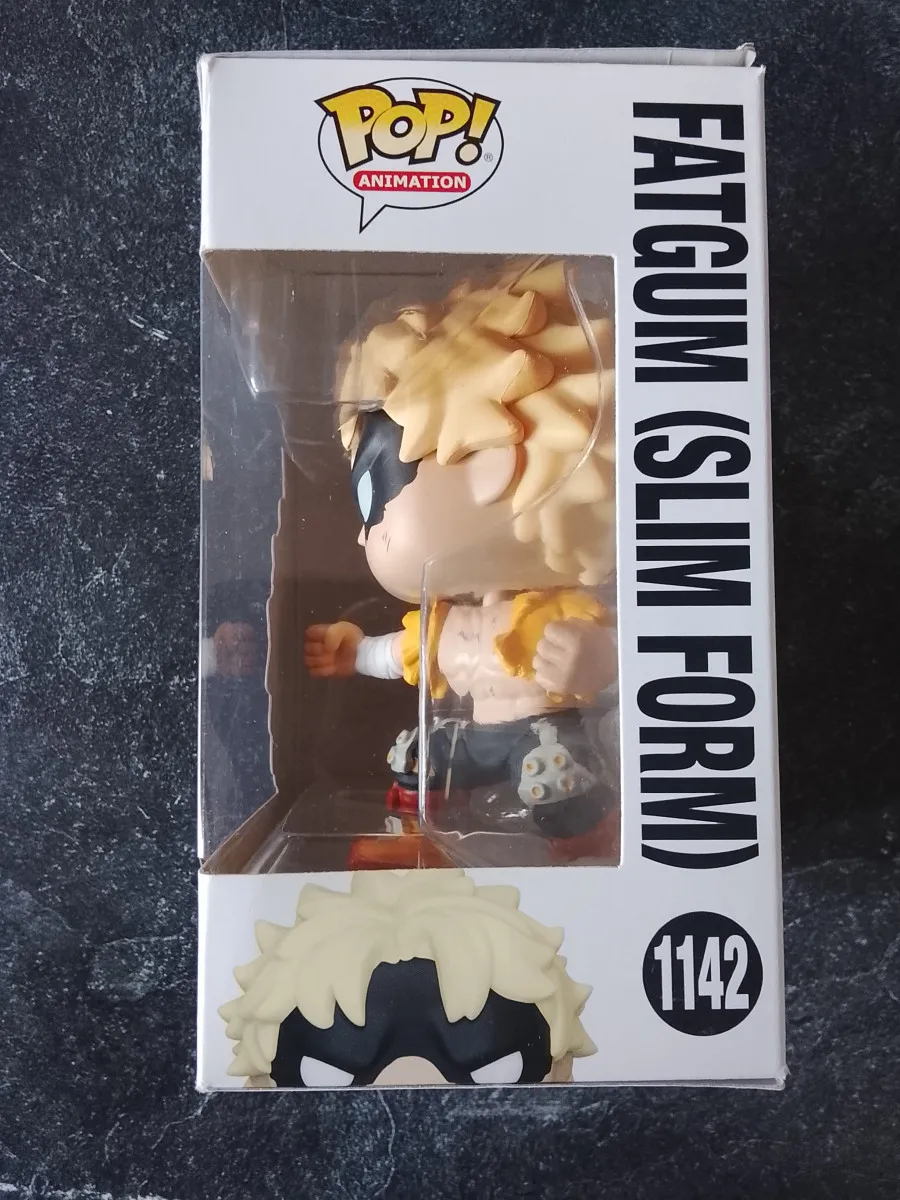 POP!
®
ANIMATION
FATGUM (SLIM FORM)
1142